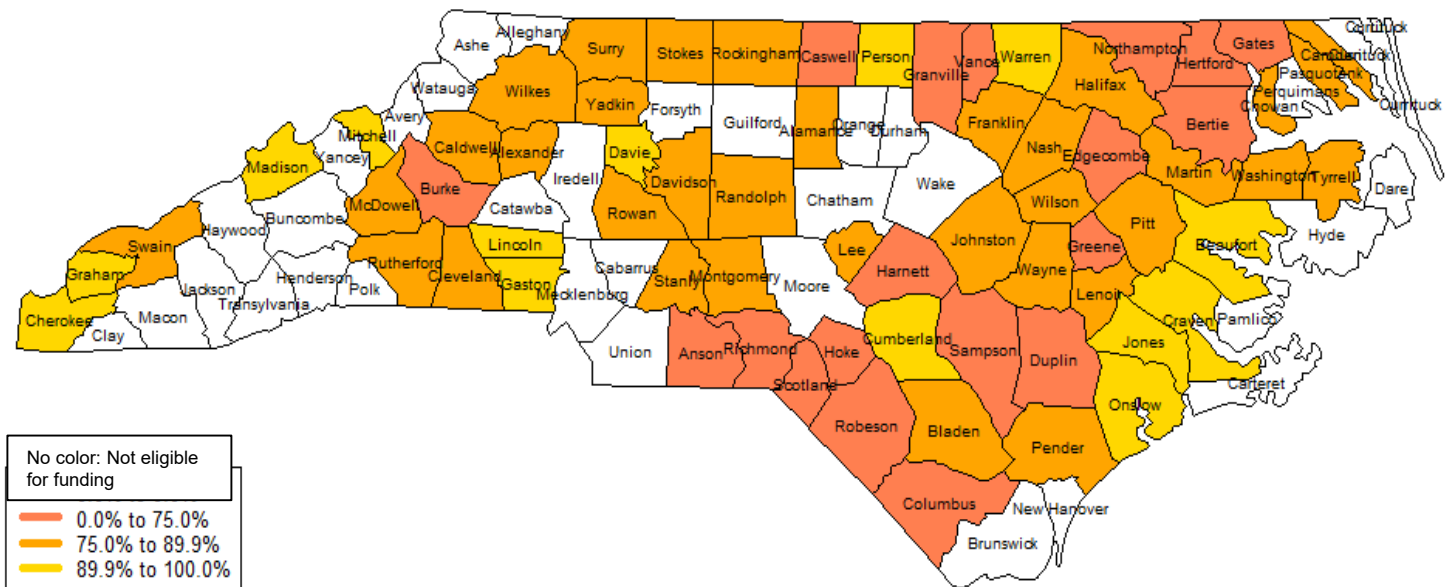 Currituck
Alleghany
Ashe
Surry
Stokes
Rockingham
Caswell
Person
Granville
Vance
Warren
Northampton
Hertford
Gates
Camden
Currituck
Pasquotank
Perquimans
Chowan
Currituck
Watauga
Wilkes
Yadkin
Forsyth
Guilford
Alamance
Orange
Durham
Franklin
Halifax
Bertie
Avery
Mitchell
Yancey
Madison
Caldwell
Alexander
Davie
Iredell
Davidson
Randolph
Chatham
Wake
Nash
Edgecombe
Martin
Washington
Tyrrell
Dare
Burke
McDowell
Catawba
Rowan
Wilson
Pitt
Buncombe
Haywood
Swain
Graham
Cherokee
Clay
Macon
Jackson
Transylvania
Henderson
Polk
Rutherford
Cleveland
Lincoln
Gaston
Mecklenburg
Cabarrus
Stanly
Montgomery
Moore
Lee
Harnett
Johnston
Wayne
Greene
Lenoir
Beaufort
Hyde
Craven
Pamlico
Jones
Carteret
Onslow
Union
Anson
Richmond
Scotland
Hoke
Cumberland
Sampson
Duplin
Robeson
Bladen
Pender
Columbus
New Hanover
Brunswick
No color: Not eligible
for funding
0.0% to 75.0%
75.0% to 89.9%
89.9% to 100.0%